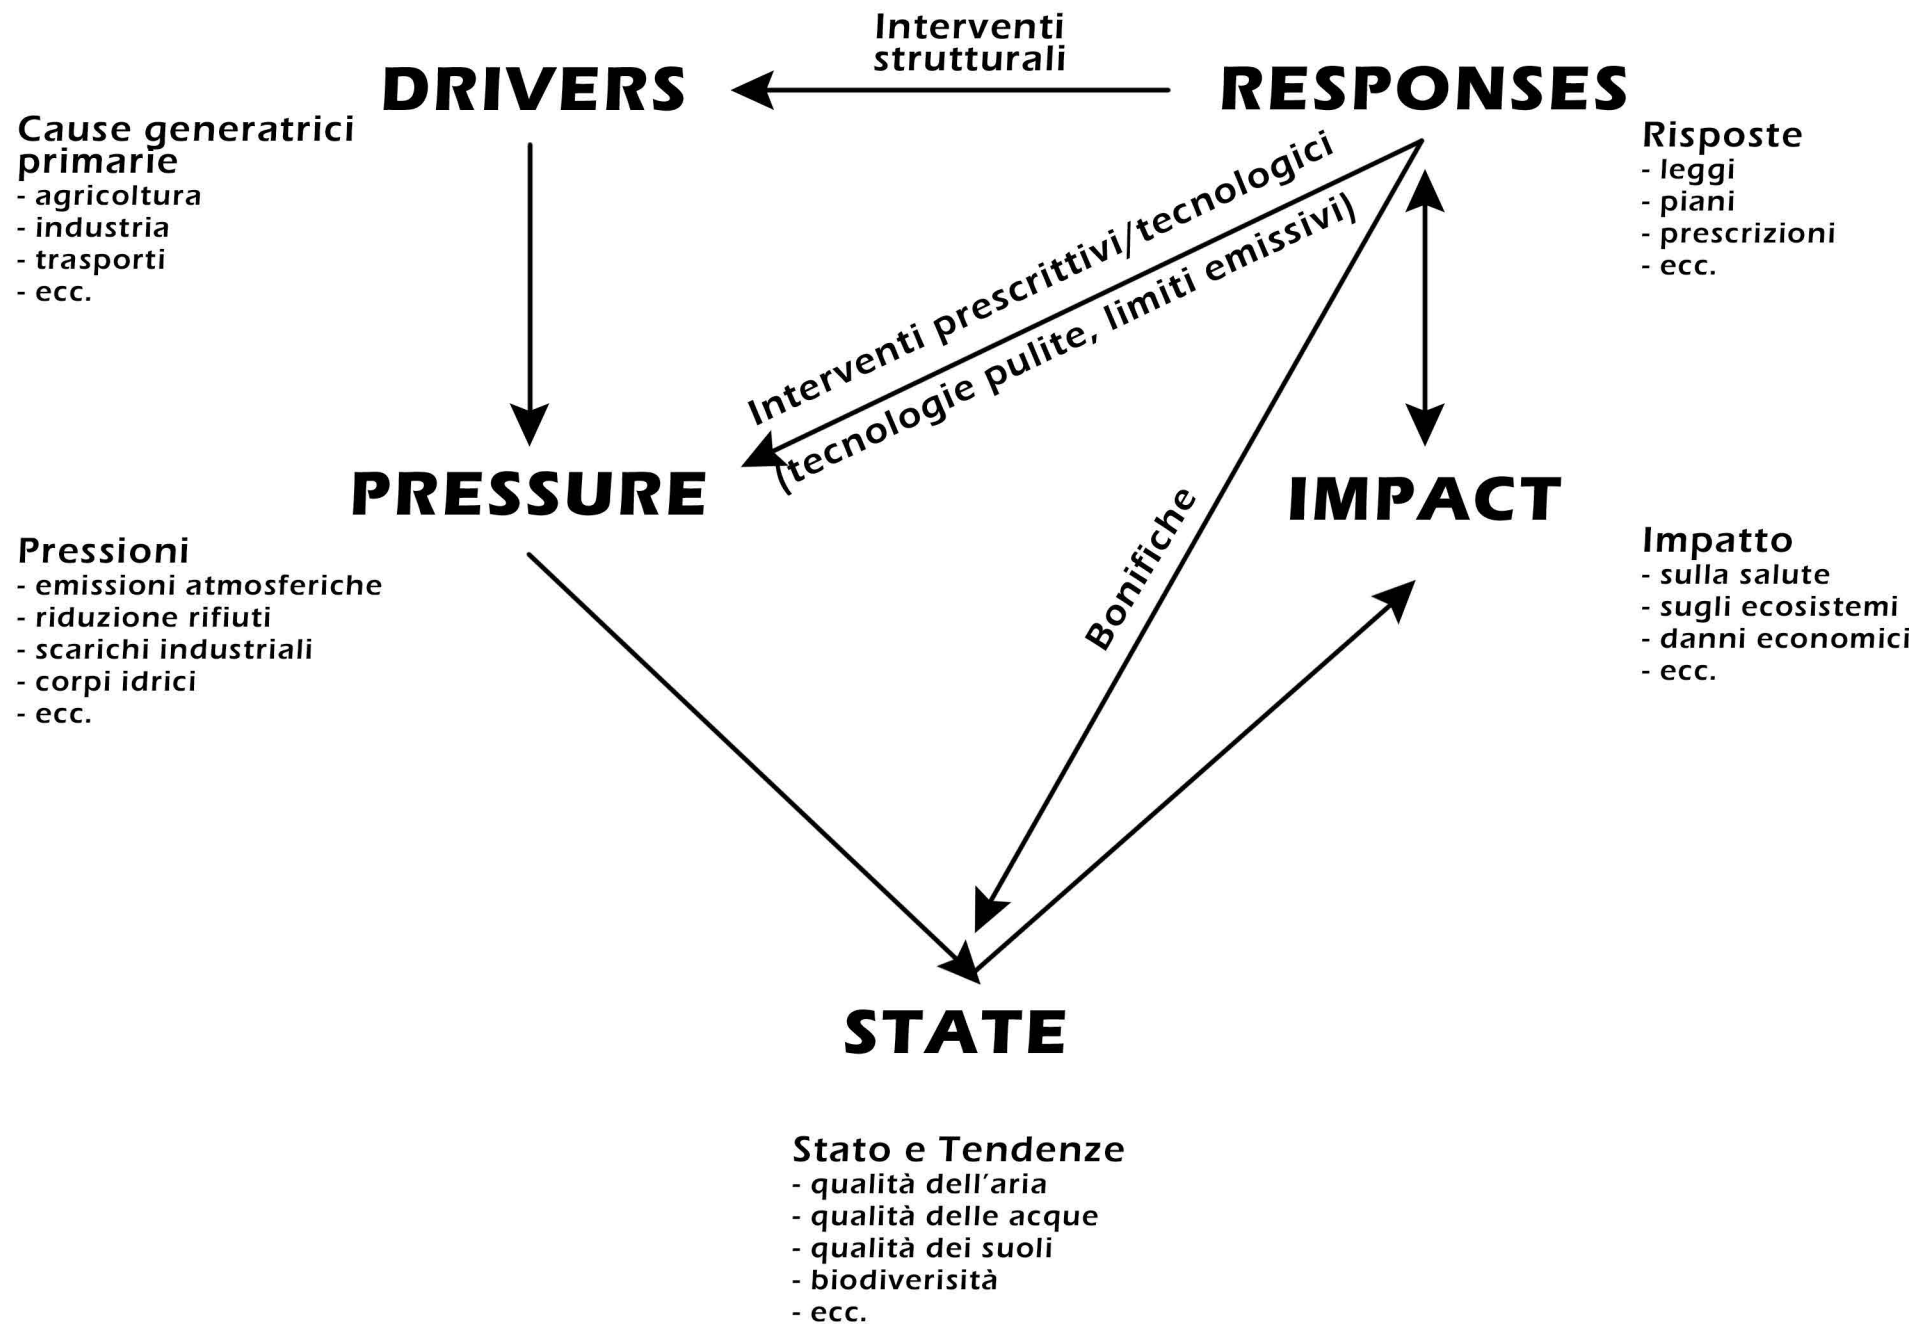 Interventi
strutturali
DRIVERS
RESPONSES
Cause generatrici
primarie
- agricoltura
- industria
- trasporti
- ecc.
Risposte
- leggi
- piani
- prescrizioni
- ecc.
Interventi prescrittivi/tecnologici
(tecnologie pulite, limiti emissivi)
Bonifiche
PRESSURE
IMPACT
Pressioni
- emissioni atmosferiche
- riduzione rifiuti
- scarichi industriali
- corpi idrici
- ecc.
Impatto
- sulla salute
- sugli ecosistemi
- danni economici
- ecc.
STATE
Stato e Tendenze
- qualità dell'aria
- qualità delle acque
- qualità dei suoli
- biodiverisità
- ecc.